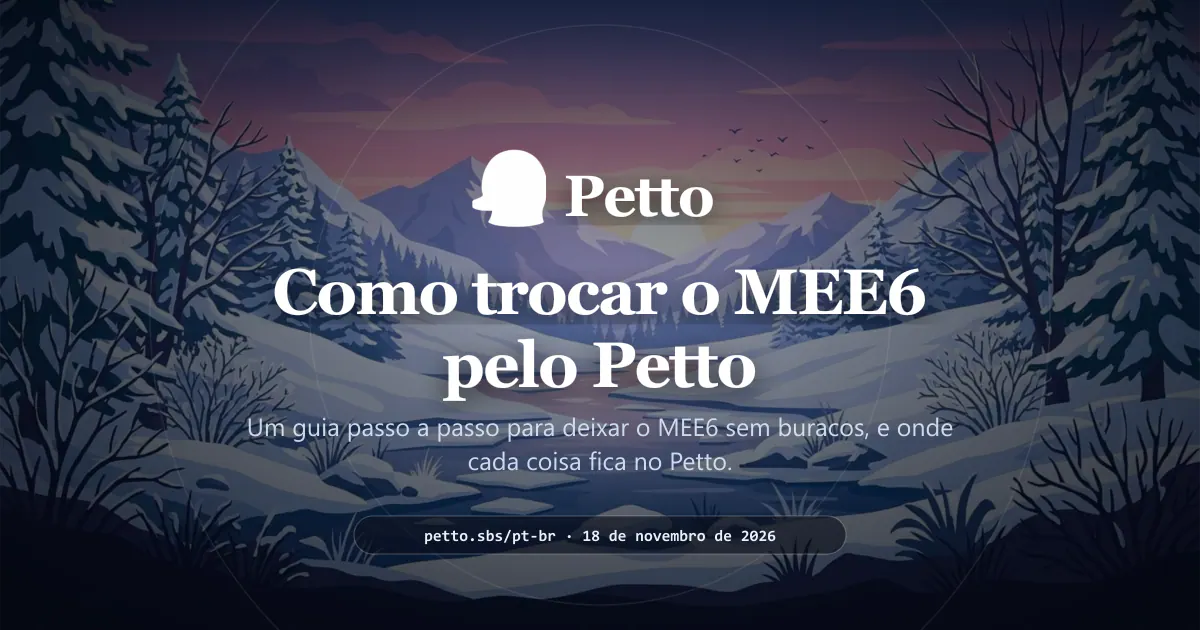 Petto
Como trocar o MEE6
pelo Petto
Um guia passo a passo para deixar o MEE6 sem buracos, e onde
cada coisa fica no Petto.
petto.sbs/pt-br · 18 de novembro de 2026